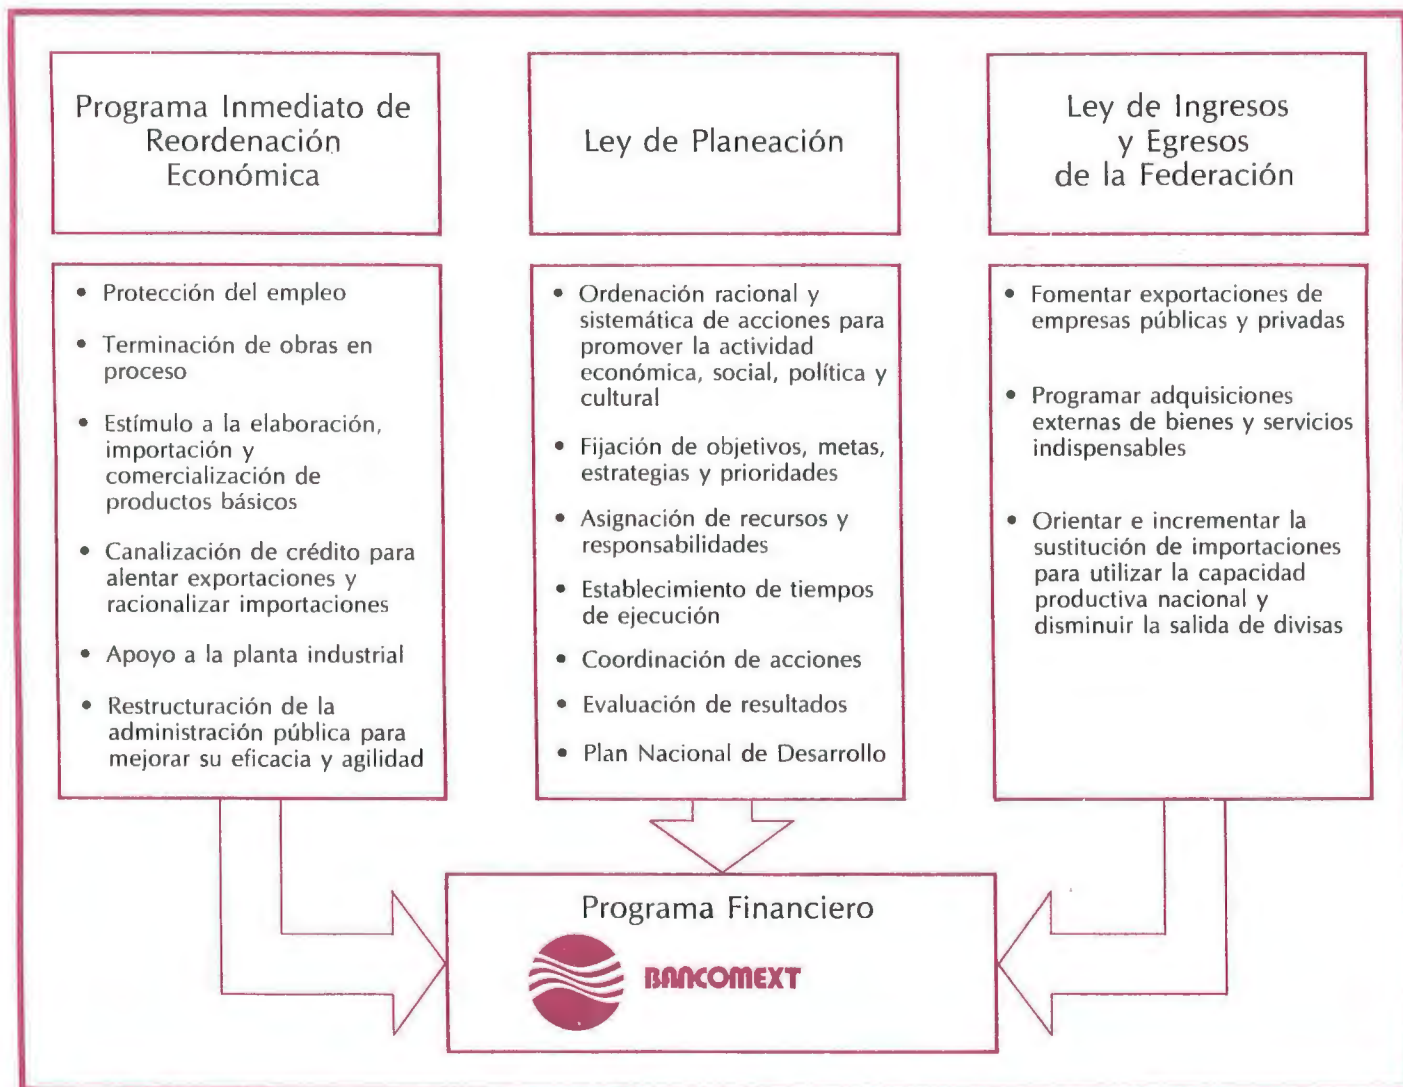 Programa Inmediato de
Reordenación
Económica
• Protección del empleo
• Terminación de obras en
proceso
• Estímulo a la elaboración,
importación y
comercialización de
productos básicos
• Canalización de crédito para
alentar exportaciones y
racionalizar importaciones
• Apoyo a la planta industrial
• Restructuración de la
administración pública para
mejorar su eficacia y agilidad
Ley de Planeación
• Ordenación racional y
sistemática de acciones para
promover la actividad
económica, social, política y
cultural
• Fijación de objetivos, metas,
estrategias y prioridades
• Asignación de recursos y
responsabilidades
• Establecimiento de tiempos
de ejecución
• Coordinación de acciones
• Evaluación de resultados
• Plan Nacional de Desarrollo
Ley de Ingresos
y Egresos
de la Federación
• Fomentar exportaciones de
empresas públicas y privadas
• Programar adquisiciones
externas de bienes y servicios
indispensables
• Orientar e incrementar la
sustitución de importaciones
para utilizar la capacidad
productiva nacional y
disminuir la salida de divisas
Programa Financiero
BANCOMEXT